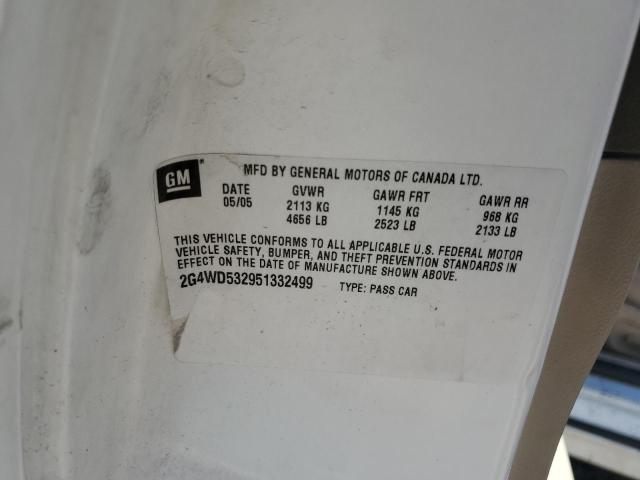 GM
MFD BY GENERAL MOTORS OF CANADA LTD.
DATE GVWR GAWR FRT GAWR RR
05/05 2113 KG 1145 KG 968 KG
4656 LB 2523 LB 2133 LB
THIS VEHICLE CONFORMS TO ALL APPLICABLE U.S. FEDERAL MOTOR
VEHICLE SAFETY, BUMPER, AND THEFT PREVENTION STANDARDS IN
EFFECT ON THE DATE OF MANUFACTURE SHOWN ABOVE.
2G4WD532951332499 TYPE: PASS CAR